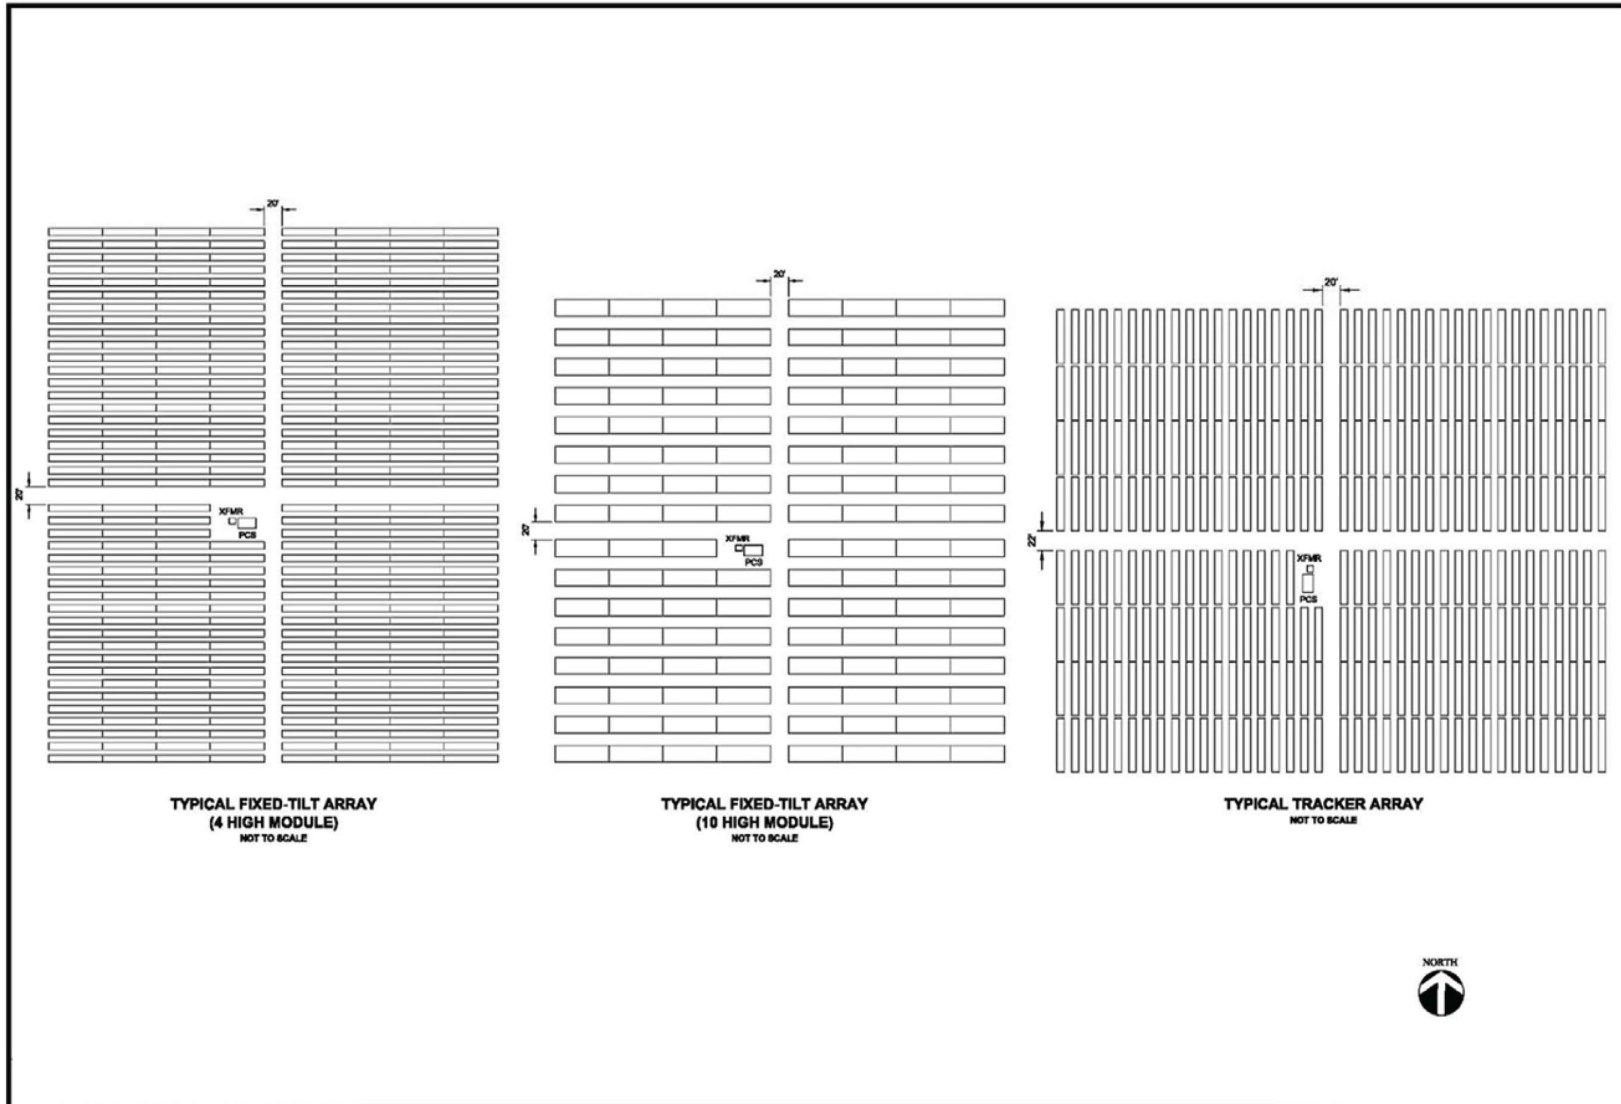 20'
20'
XFMR
PCS
TYPICAL FIXED-TILT ARRAY
(4 HIGH MODULE)
NOT TO SCALE
20'
20'
XFMR
PCS
TYPICAL FIXED-TILT ARRAY
(10 HIGH MODULE)
NOT TO SCALE
20'
22'
XFMR
PCS
TYPICAL TRACKER ARRAY
NOT TO SCALE
NORTH